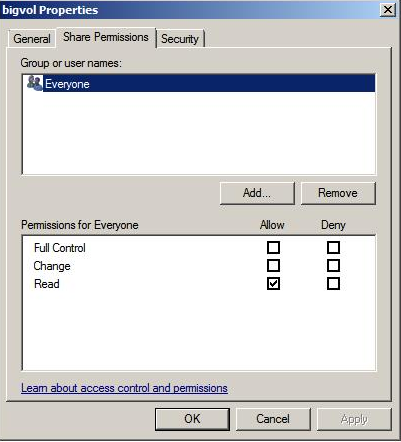 bigvol Properties
General Share Permissions Security
Group or user names:
Everyone
Add... Remove
Permissions for Everyone Allow Deny
Full Control
Change
Read
Learn about access control and permissions
OK Cancel Apply